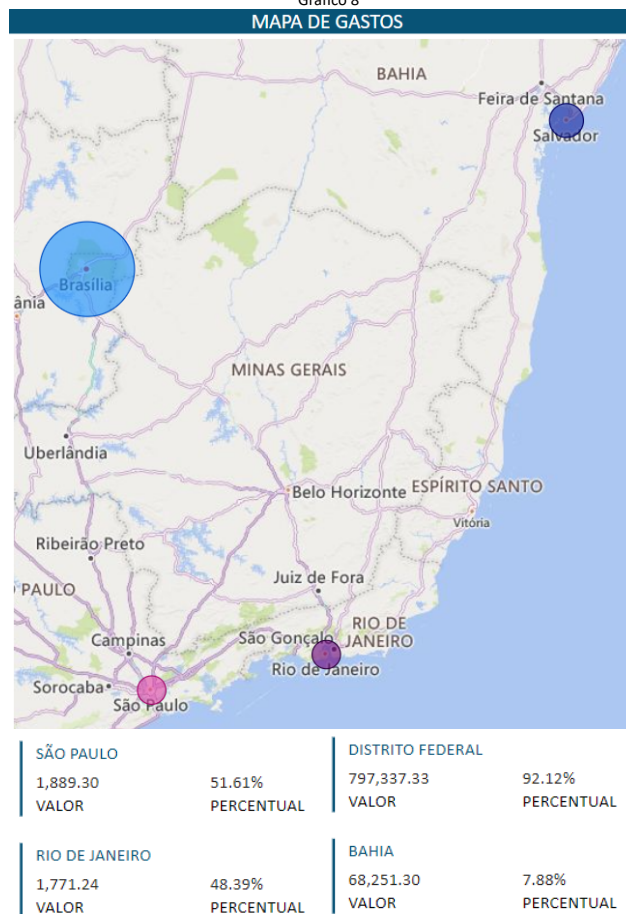 Gráfico 8
MAPA DE GASTOS
BAHIA
Feira de Santana
Salvador
Brasília
ânia
MINAS GERAIS
Uberlândia
Belo Horizonte
ESPÍRITO SANTO
Vitória
Ribeirão Preto
Juiz de Fora
PAULO
RIO DE
JANEIRO
Campinas
São Gonçalo
Rio de Janeiro
Sorocaba
São Paulo
SÃO PAULO
1,889.30 51.61%
VALOR PERCENTUAL
DISTRITO FEDERAL
797,337.33 92.12%
VALOR PERCENTUAL
RIO DE JANEIRO
1,771.24 48.39%
VALOR PERCENTUAL
BAHIA
68,251.30 7.88%
VALOR PERCENTUAL